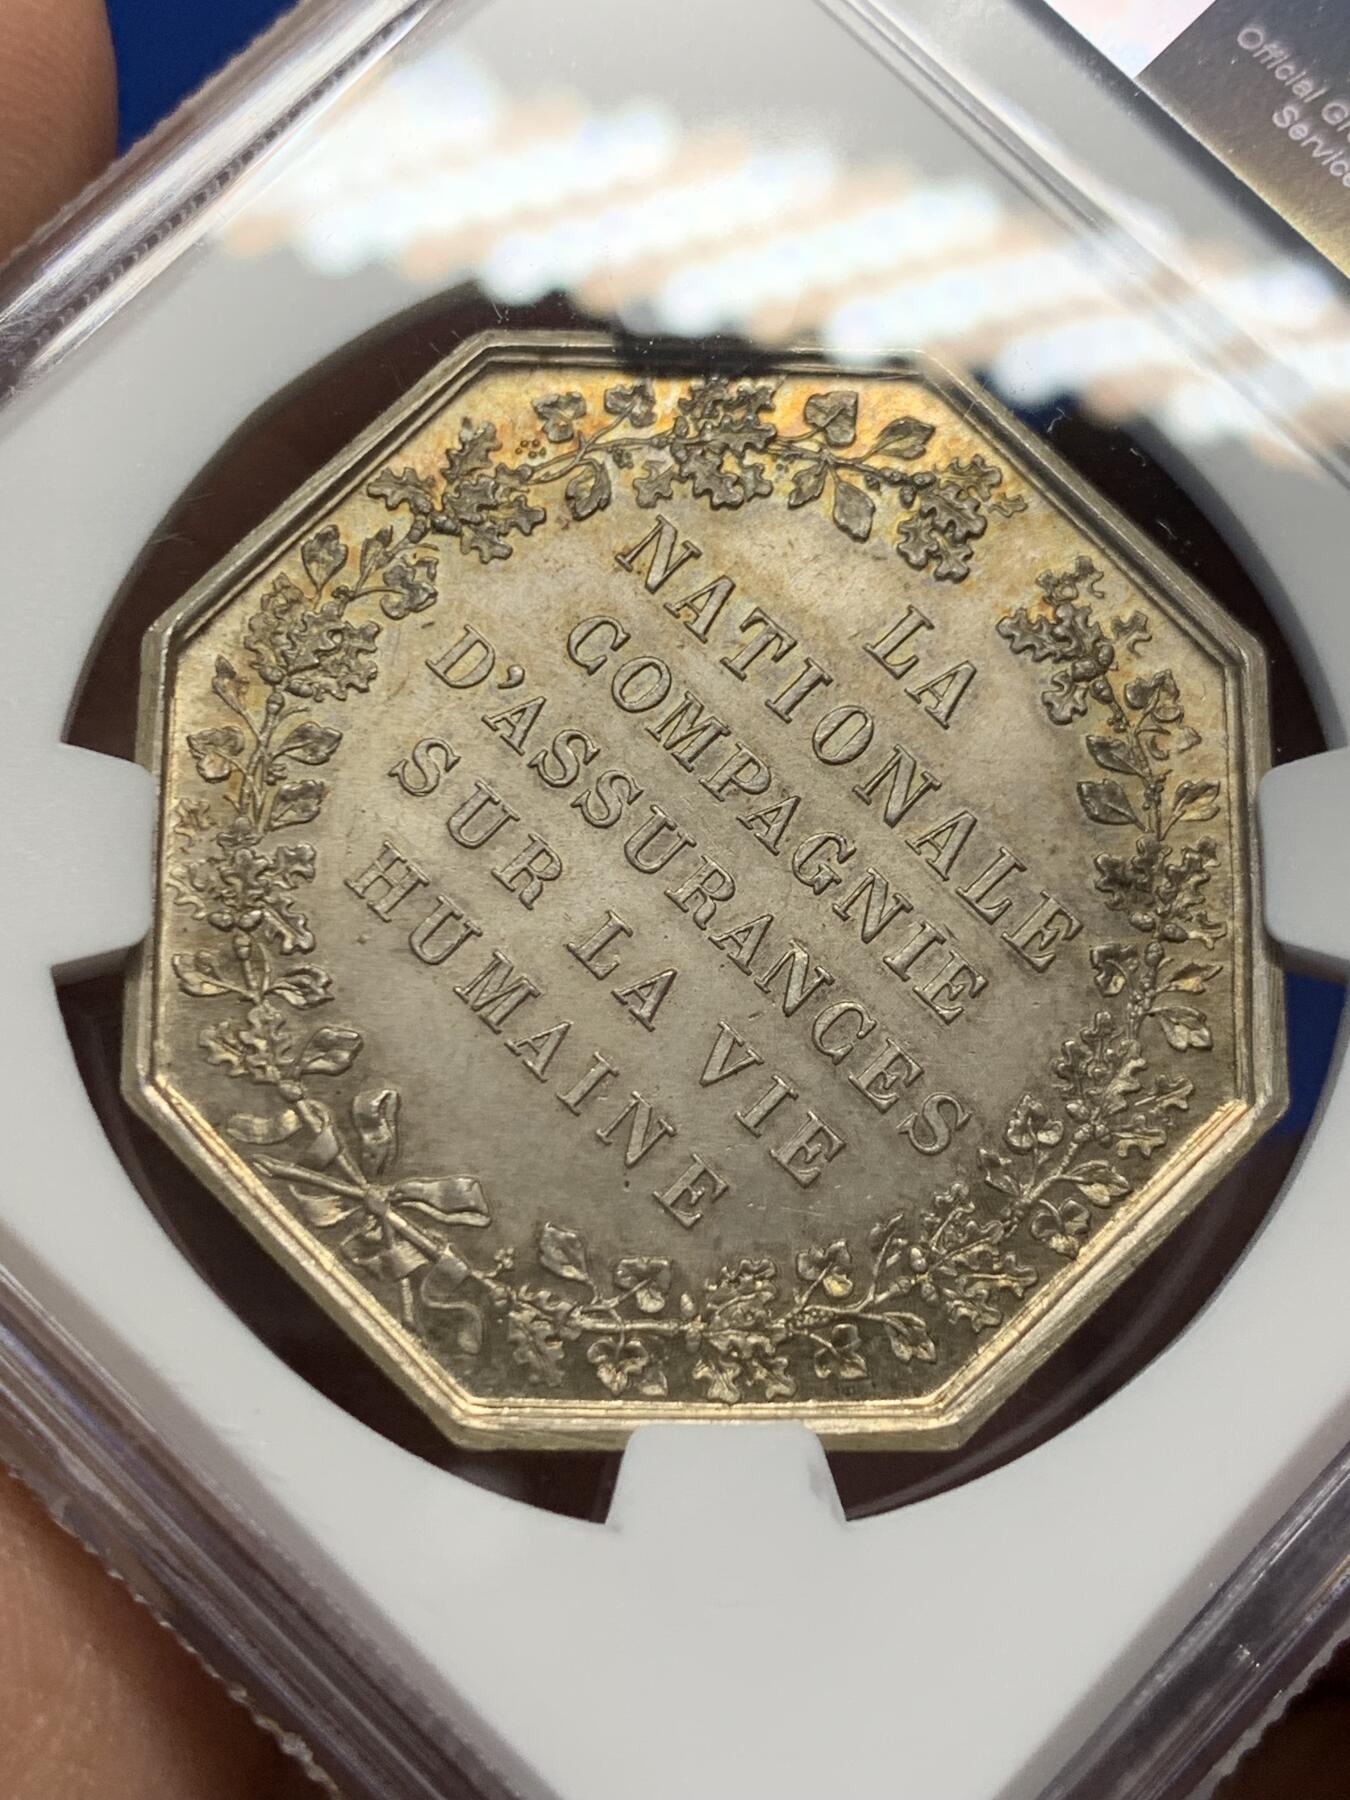 LA
NATIONALE
COMPAGNIE
D'ASSURANCES
SUR LA VIE
HUMAINE
Official
Service